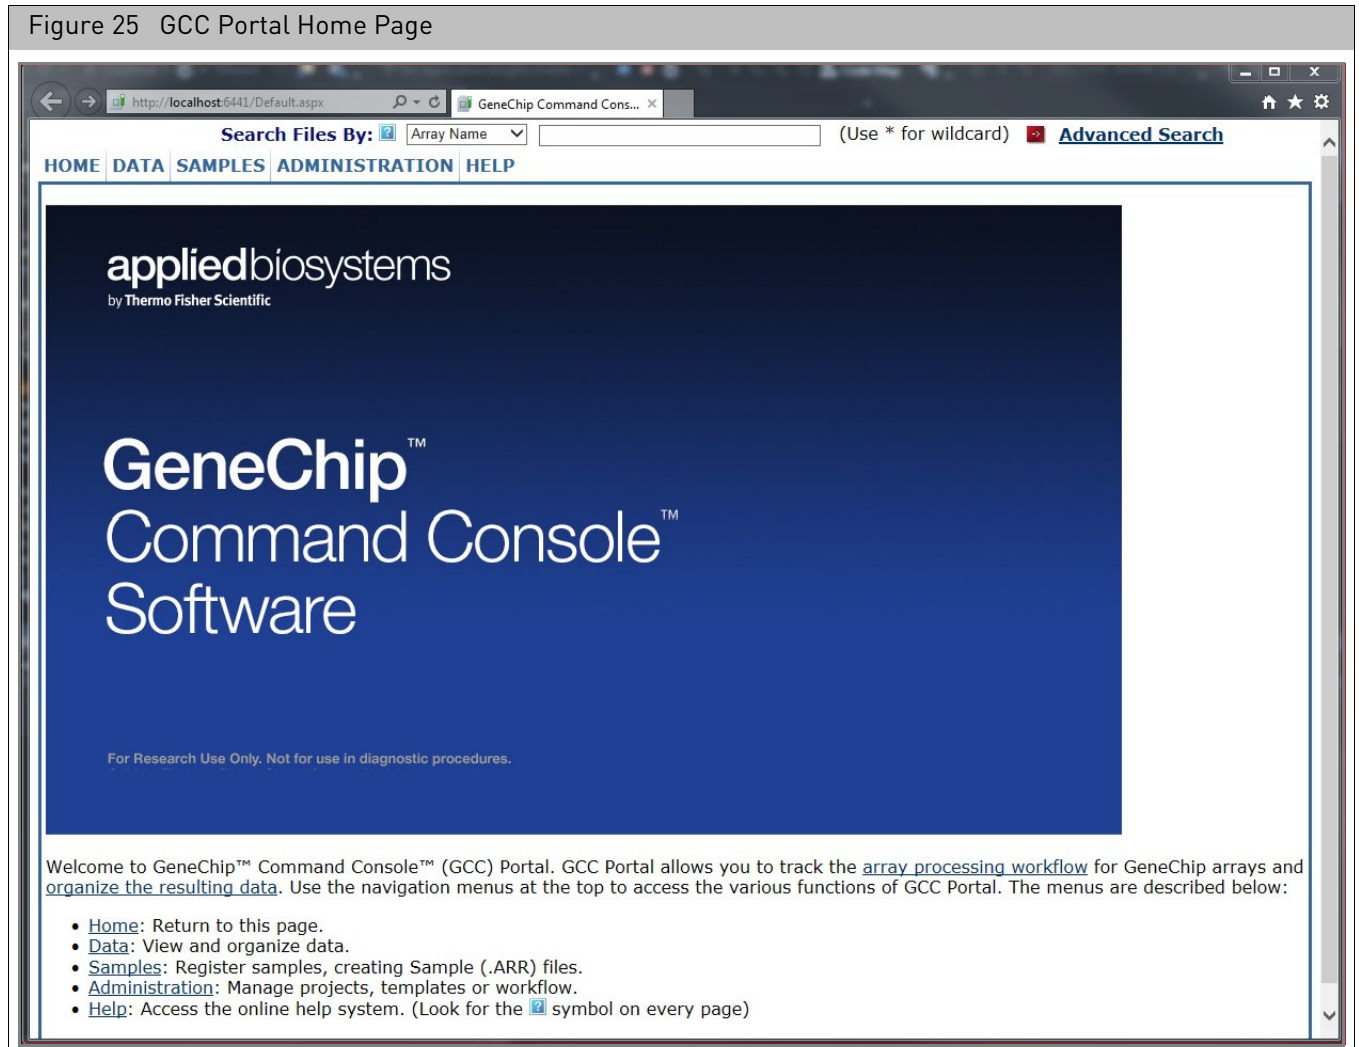 Figure 25 GCC Portal Home Page
http://localhost:6441/Default.aspx
GeneChip Command Cons...
Search Files By: ? Array Name (Use * for wildcard) Advanced Search
HOME DATA SAMPLES ADMINISTRATION HELP
appliedbiosystems
by Thermo Fisher Scientific
GeneChip™
Command Console™
Software
For Research Use Only. Not for use in diagnostic procedures.
Welcome to GeneChip™ Command Console™ (GCC) Portal. GCC Portal allows you to track the array processing workflow for GeneChip arrays and
organize the resulting data. Use the navigation menus at the top to access the various functions of GCC Portal. The menus are described below:
• Home: Return to this page.
• Data: View and organize data.
• Samples: Register samples, creating Sample (.ARR) files.
• Administration: Manage projects, templates or workflow.
• Help: Access the online help system. (Look for the ? symbol on every page)